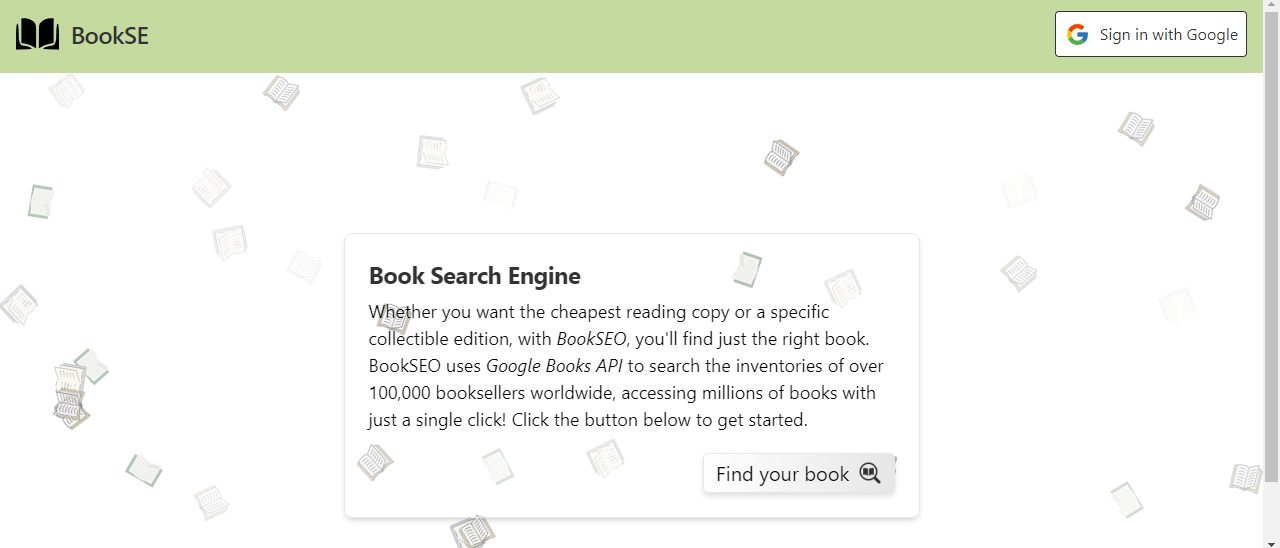 BookSE
Sign in with Google
Book Search Engine
Whether you want the cheapest reading copy or a specific
collectible edition, with BookSEO, you'll find just the right book.
BookSEO uses Google Books API to search the inventories of over
100,000 booksellers worldwide, accessing millions of books with
just a single click! Click the button below to get started.
Find your book